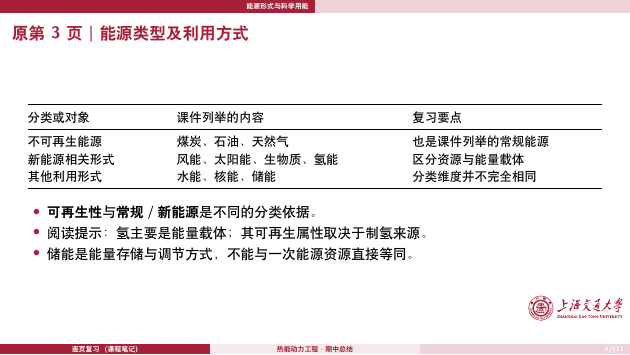 能源形式与科学用能
原第 3 页｜能源类型及利用方式
分类或对象 课件列举的内容 复习要点
不可再生能源 煤炭、石油、天然气 也是课件列举的常规能源
新能源相关形式 风能、太阳能、生物质、氢能 区分资源与能量载体
其他利用形式 水能、核能、储能 分类维度并不完全相同
可再生性与常规 / 新能源是不同的分类依据。
阅读提示：氢主要是能量载体；其可再生属性取决于制氢来源。
储能是能量存储与调节方式，不能与一次能源资源直接等同。
上海交通大学
SHANGHAI JIAO TONG UNIVERSITY
逐页复习（课程笔记） 热能动力工程 · 期中总结 4/111